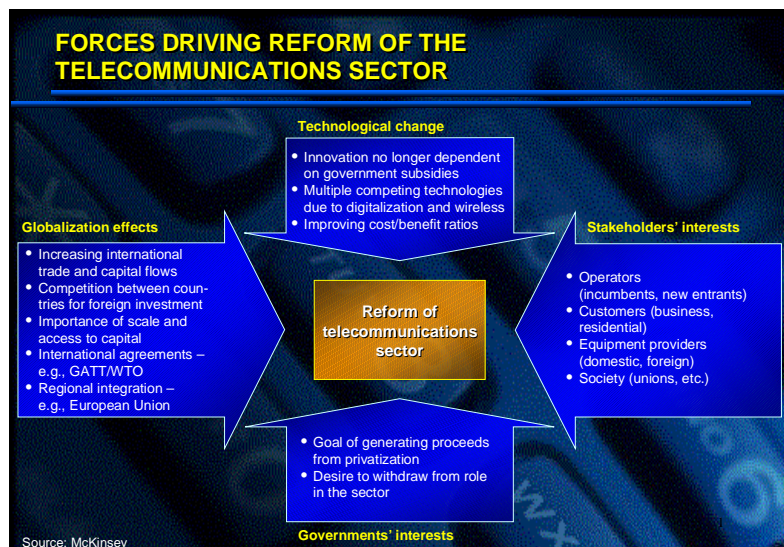 FORCES DRIVING REFORM OF THE
TELECOMMUNICATIONS SECTOR
Technological change
• Innovation no longer dependent
on government subsidies
• Multiple competing technologies
due to digitalization and wireless
• Improving cost/benefit ratios
Globalization effects
• Increasing international
trade and capital flows
• Competition between coun-
tries for foreign investment
• Importance of scale and
access to capital
• International agreements –
e.g., GATT/WTO
• Regional integration –
e.g., European Union
Reform of
telecommunications
sector
Stakeholders' interests
• Operators
(incumbents, new entrants)
• Customers (business,
residential)
• Equipment providers
(domestic, foreign)
• Society (unions, etc.)
• Goal of generating proceeds
from privatization
• Desire to withdraw from role
in the sector
Governments' interests
Source: McKinsey
1
6
WX